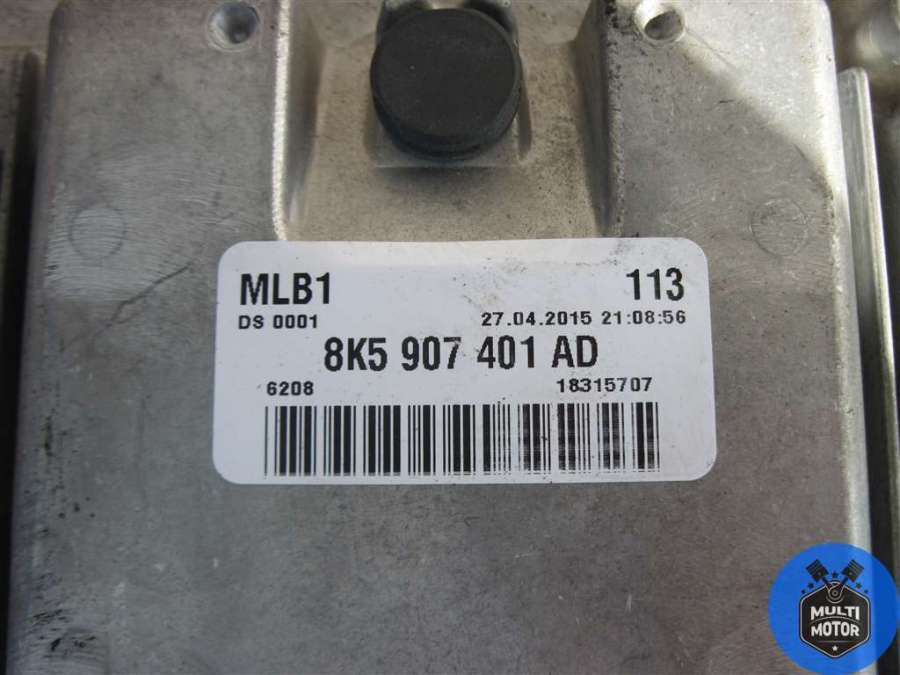 MLB1 113
DS 0001 27.04.2015 21:08:56
8K5 907 401 AD
6208 18315707
MULTI
MOTOR